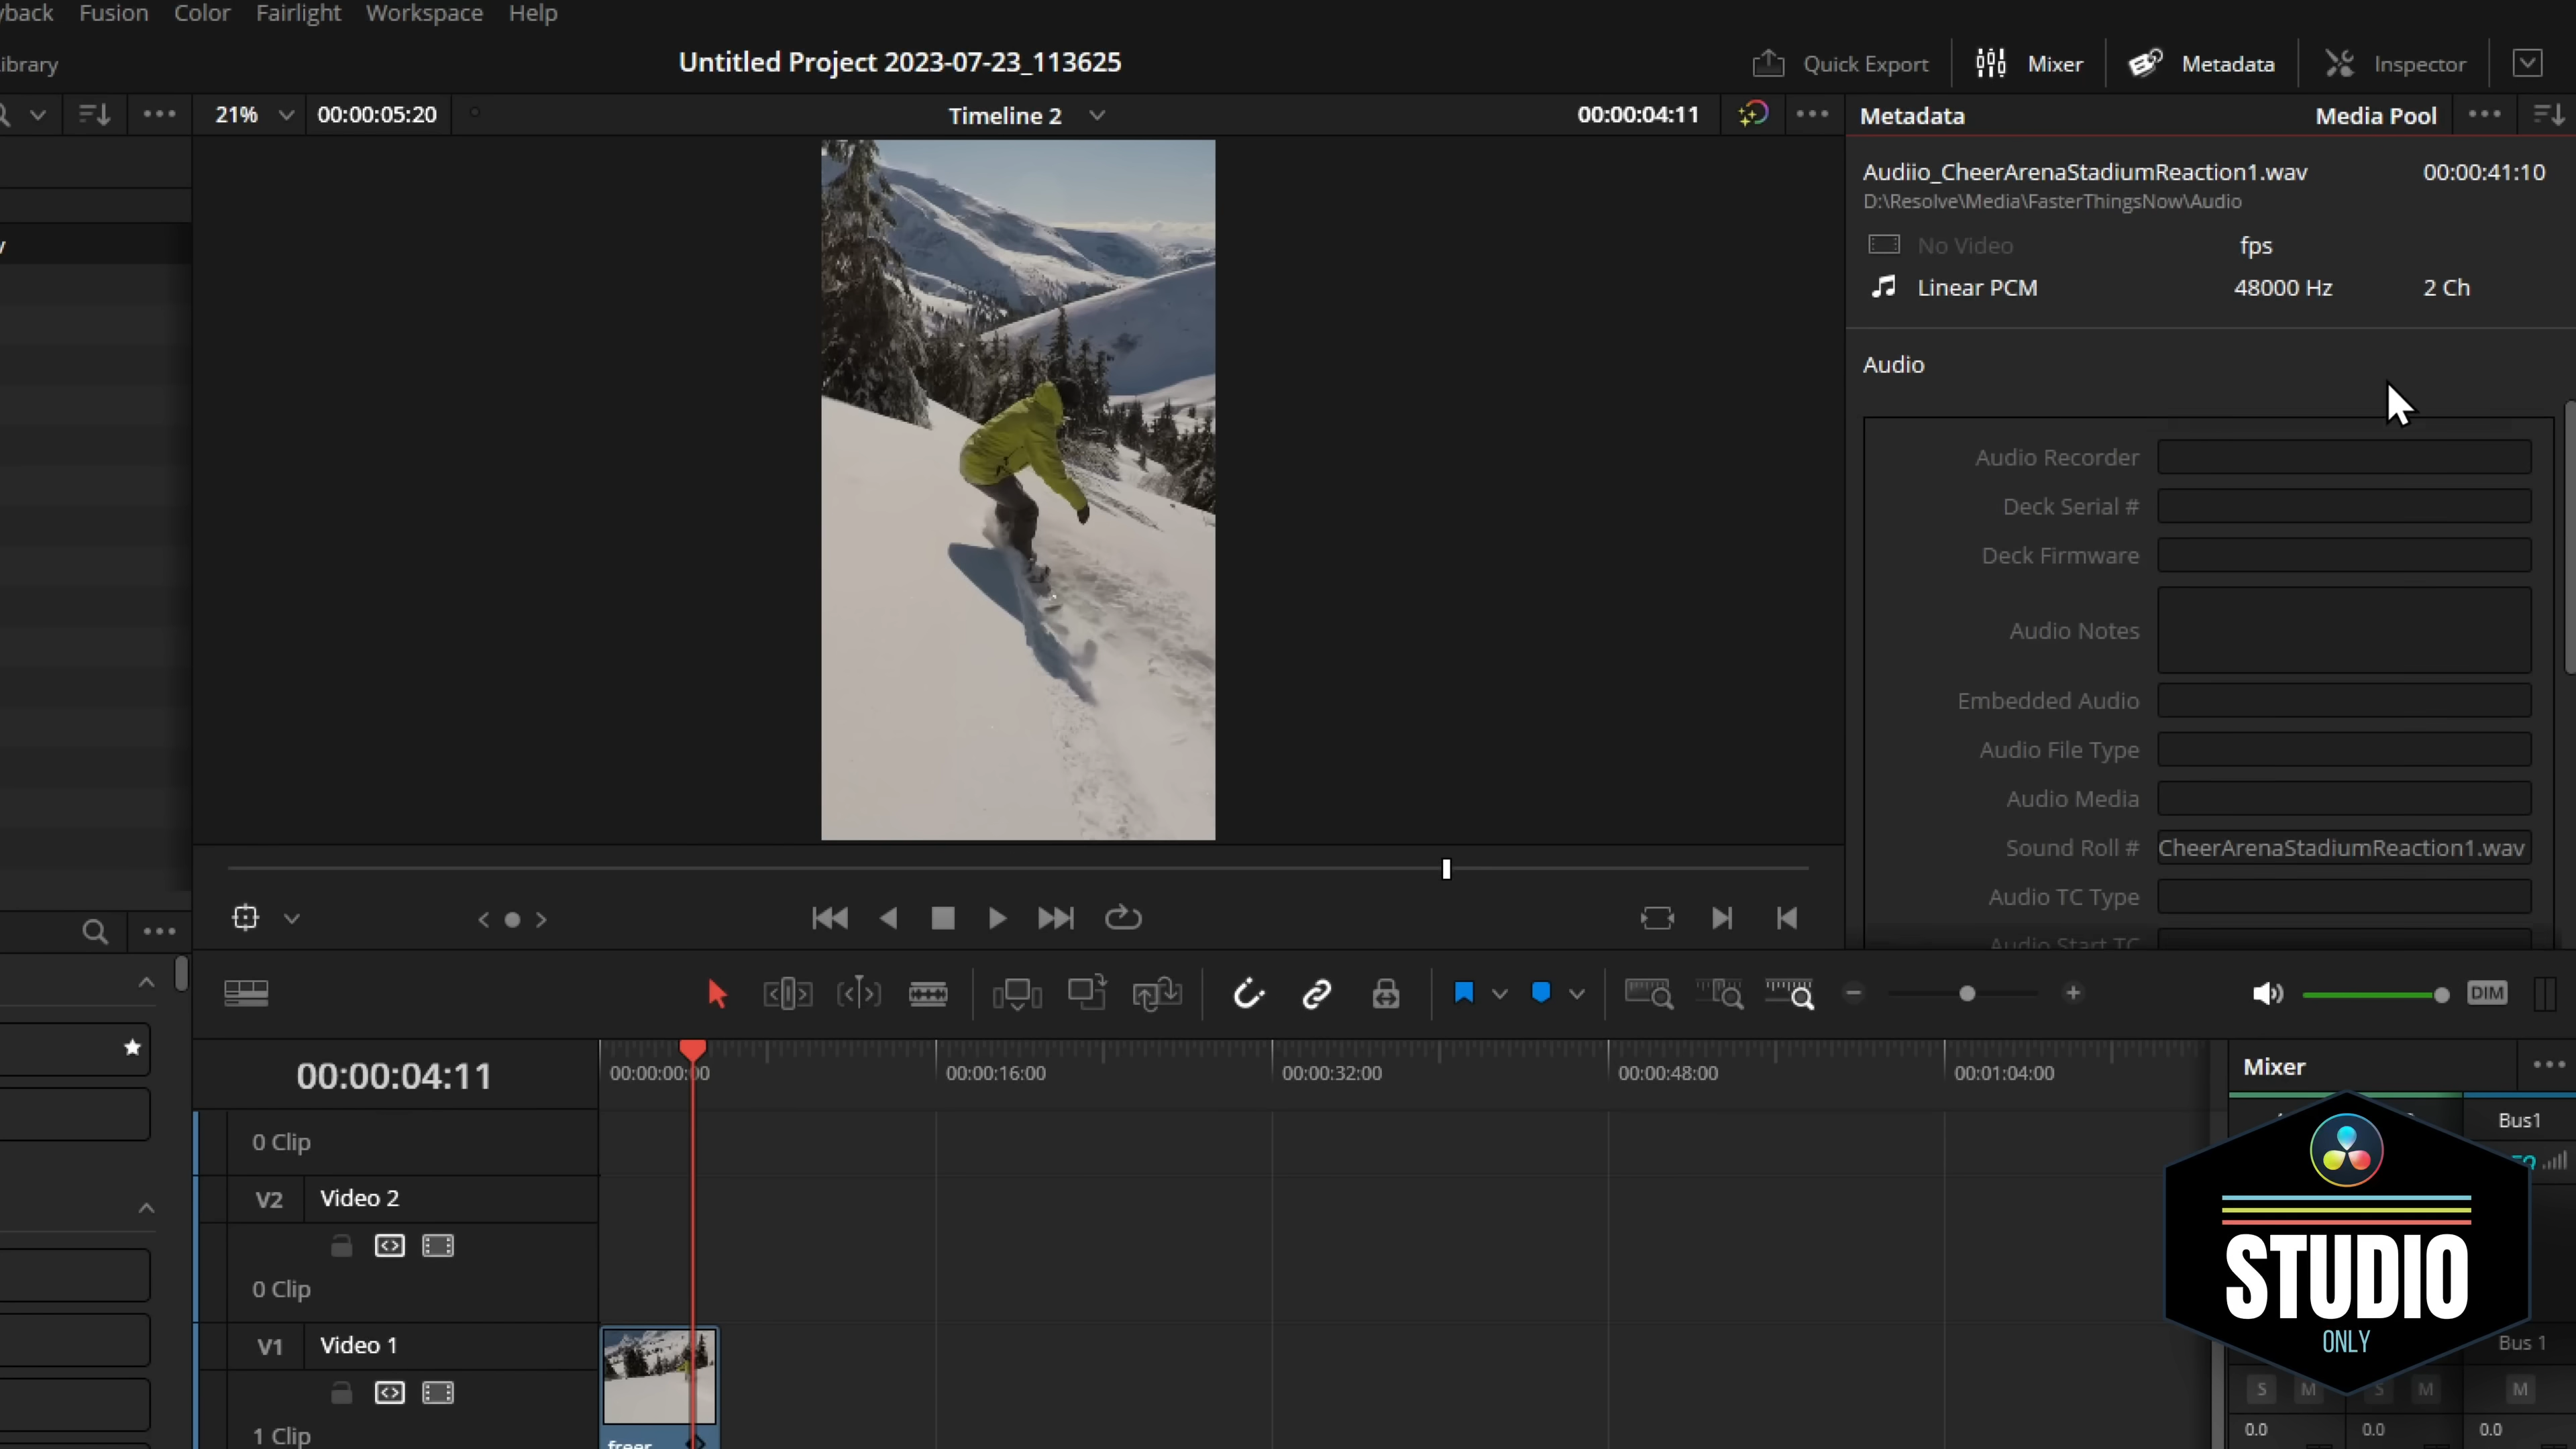 Fusion Color Fairlight Workspace Help
Untitled Project 2023-07-23_113625
Quick Export Mixer Metadata Inspector
21% 00:00:05:20 Timeline 2 00:00:04:11
Metadata Media Pool
Audiio_CheerArenaStadiumReaction1.wav 00:00:41:10
D:\Resolve\Media\FasterThingsNow\Audio
No Video fps
Linear PCM 48000 Hz 2 Ch
Audio
Audio Recorder
Deck Serial #
Deck Firmware
Audio Notes
Embedded Audio
Audio File Type
Audio Media
Sound Roll # CheerArenaStadiumReaction1.wav
Audio TC Type
Audio Start TC
DIM
00:00:04:11
00:00:00:00 00:00:16:00 00:00:32:00 00:00:48:00 00:01:04:00
Mixer
Bus1
0 Clip
V2 Video 2
0 Clip
V1 Video 1
1 Clip
freer
STUDIO
ONLY
Bus 1
S M S M M
0.0 0.0 0.0